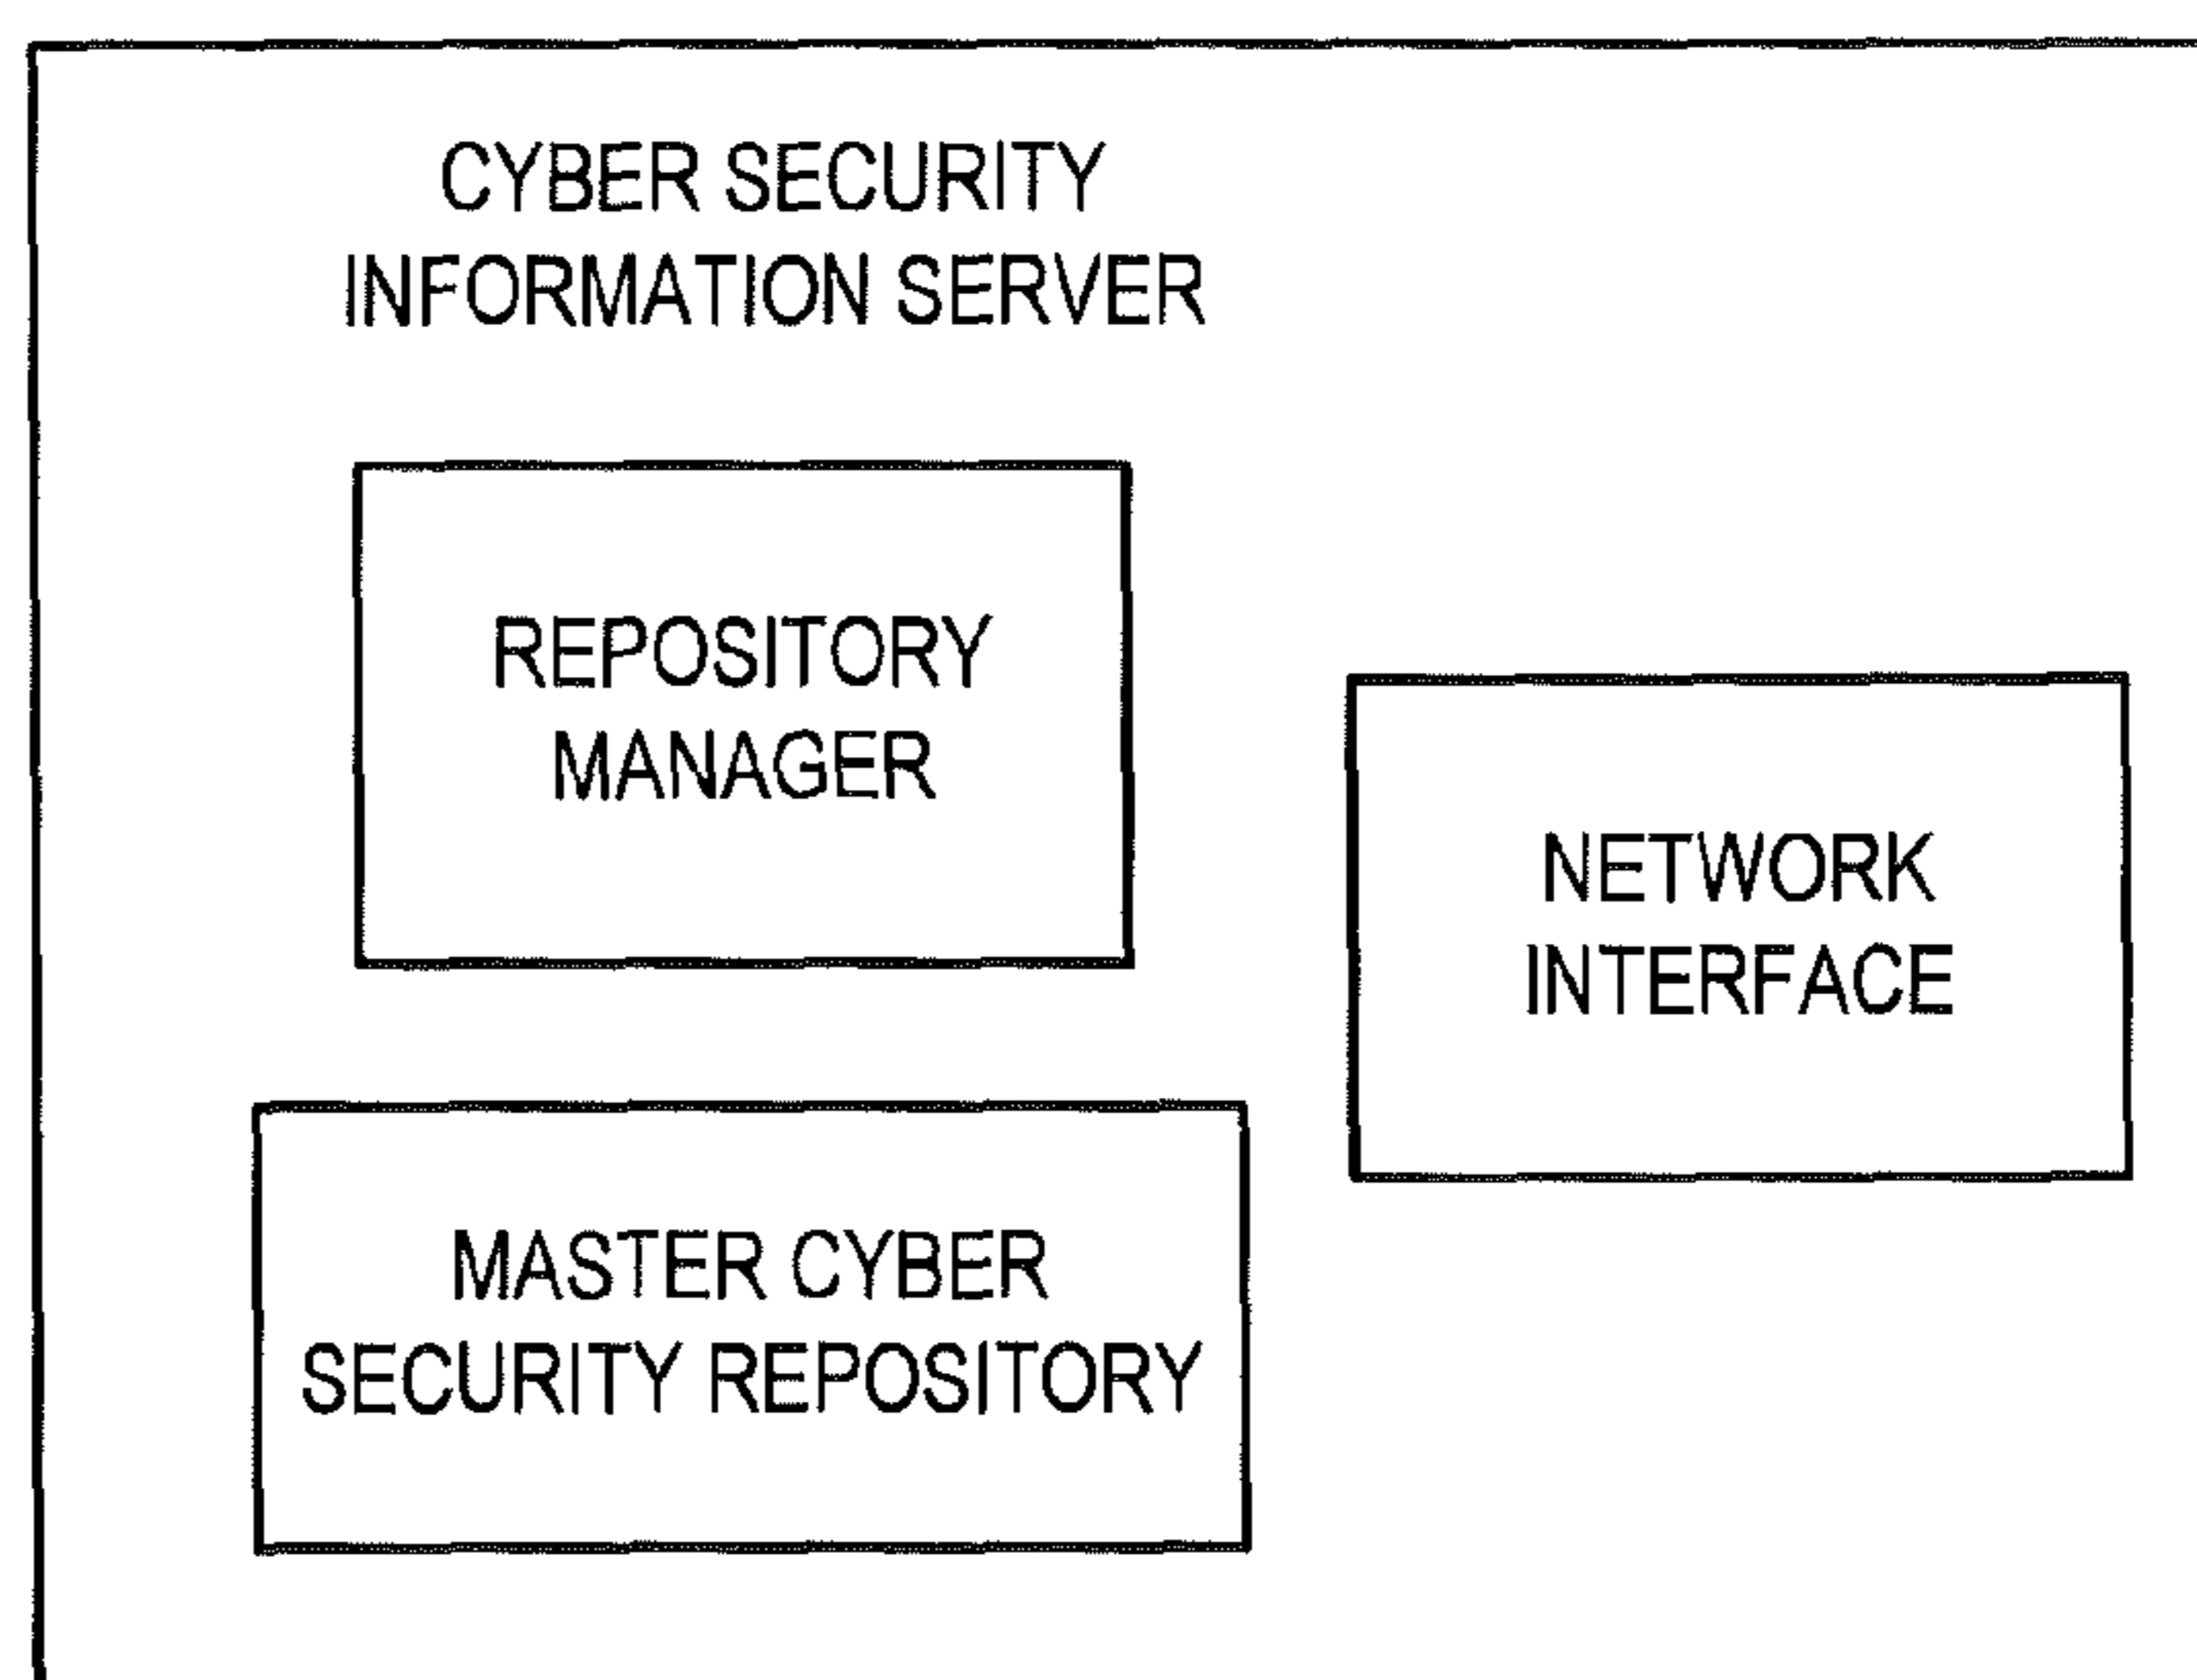 CYBER SECURITY
INFORMATION SERVER
REPOSITORY
MANAGER
NETWORK
INTERFACE
MASTER CYBER
SECURITY REPOSITORY